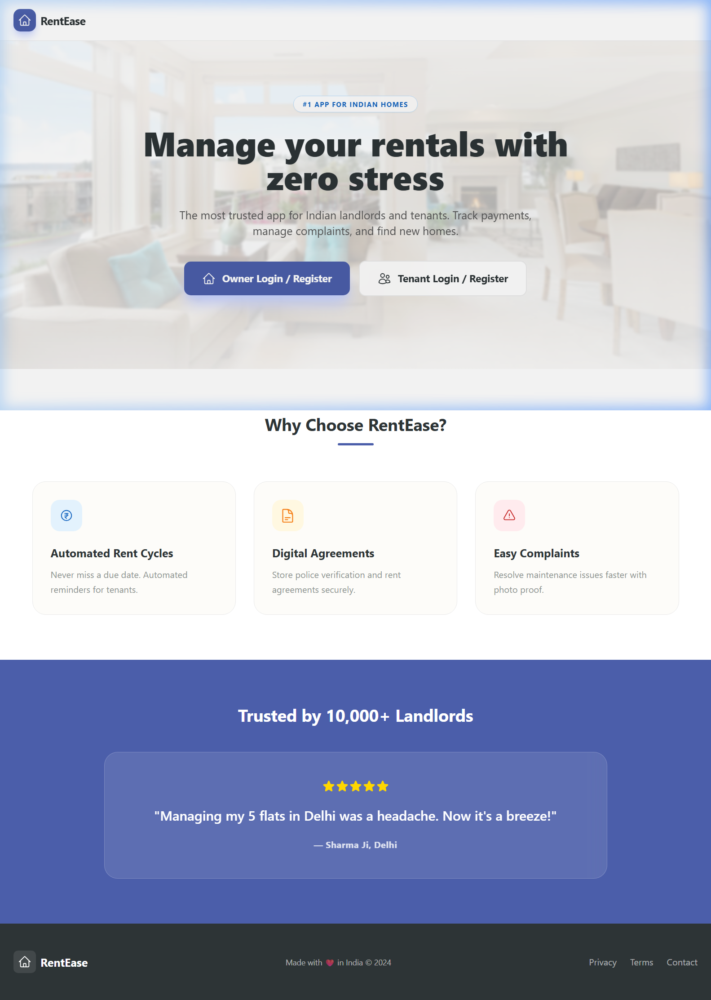 RentEase
#1 APP FOR INDIAN HOMES
Manage your rentals with
zero stress
The most trusted app for Indian landlords and tenants. Track payments,
manage complaints, and find new homes.
Owner Login / Register
Tenant Login / Register
Why Choose RentEase?
Automated Rent Cycles
Never miss a due date. Automated
reminders for tenants.
Digital Agreements
Store police verification and rent
agreements securely.
Easy Complaints
Resolve maintenance issues faster with
photo proof.
Trusted by 10,000+ Landlords
"Managing my 5 flats in Delhi was a headache. Now it's a breeze!"
— Sharma Ji, Delhi
RentEase
Made with ❤️ in India © 2024
Privacy Terms Contact